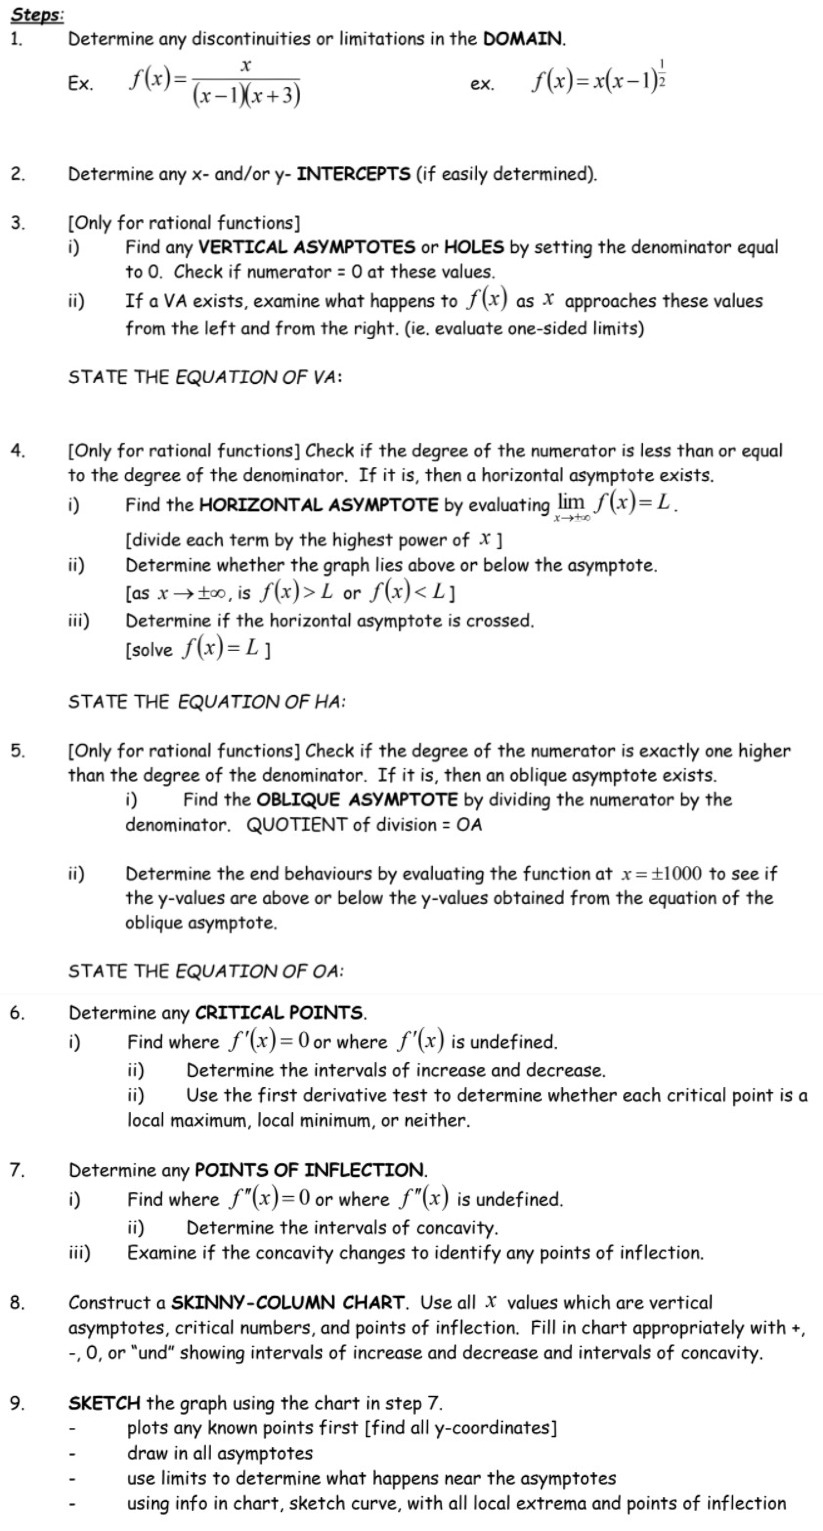 Steps:
1. Determine any discontinuities or limitations in the DOMAIN.
Ex. f(x)=x/((x-1)(x+3)) ex. f(x)=x(x-1)^(1/2)
2. Determine any x- and/or y- INTERCEPTS (if easily determined).
3. [Only for rational functions]
i) Find any VERTICAL ASYMPTOTES or HOLES by setting the denominator equal
to 0. Check if numerator = 0 at these values.
ii) If a VA exists, examine what happens to f(x) as x approaches these values
from the left and from the right. (ie. evaluate one-sided limits)
STATE THE EQUATION OF VA:
4. [Only for rational functions] Check if the degree of the numerator is less than or equal
to the degree of the denominator. If it is, then a horizontal asymptote exists.
i) Find the HORIZONTAL ASYMPTOTE by evaluating lim x→±∞ f(x)=L.
[divide each term by the highest power of x]
ii) Determine whether the graph lies above or below the asymptote.
[as x→±∞, is f(x)>L or f(x)<L]
iii) Determine if the horizontal asymptote is crossed.
[solve f(x)=L]
STATE THE EQUATION OF HA:
5. [Only for rational functions] Check if the degree of the numerator is exactly one higher
than the degree of the denominator. If it is, then an oblique asymptote exists.
i) Find the OBLIQUE ASYMPTOTE by dividing the numerator by the
denominator. QUOTIENT of division = OA
ii) Determine the end behaviours by evaluating the function at x=±1000 to see if
the y-values are above or below the y-values obtained from the equation of the
oblique asymptote.
STATE THE EQUATION OF OA:
6. Determine any CRITICAL POINTS.
i) Find where f'(x)=0 or where f'(x) is undefined.
ii) Determine the intervals of increase and decrease.
ii) Use the first derivative test to determine whether each critical point is a
local maximum, local minimum, or neither.
7. Determine any POINTS OF INFLECTION.
i) Find where f"(x)=0 or where f"(x) is undefined.
ii) Determine the intervals of concavity.
iii) Examine if the concavity changes to identify any points of inflection.
8. Construct a SKINNY-COLUMN CHART. Use all x values which are vertical
asymptotes, critical numbers, and points of inflection. Fill in chart appropriately with +,
-, 0, or "und" showing intervals of increase and decrease and intervals of concavity.
9. SKETCH the graph using the chart in step 7.
- plots any known points first [find all y-coordinates]
- draw in all asymptotes
- use limits to determine what happens near the asymptotes
- using info in chart, sketch curve, with all local extrema and points of inflection